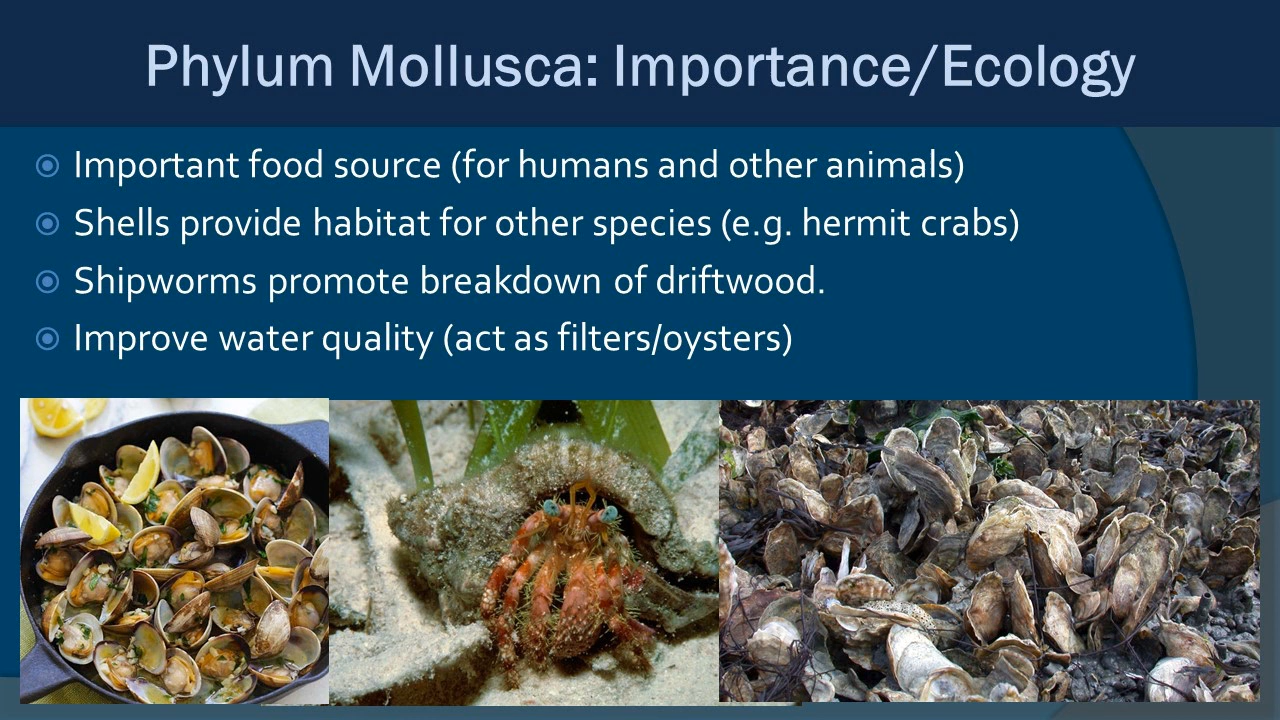 Phylum Mollusca: Importance/Ecology
Important food source (for humans and other animals)
Shells provide habitat for other species (e.g. hermit crabs)
Shipworms promote breakdown of driftwood.
Improve water quality (act as filters/oysters)